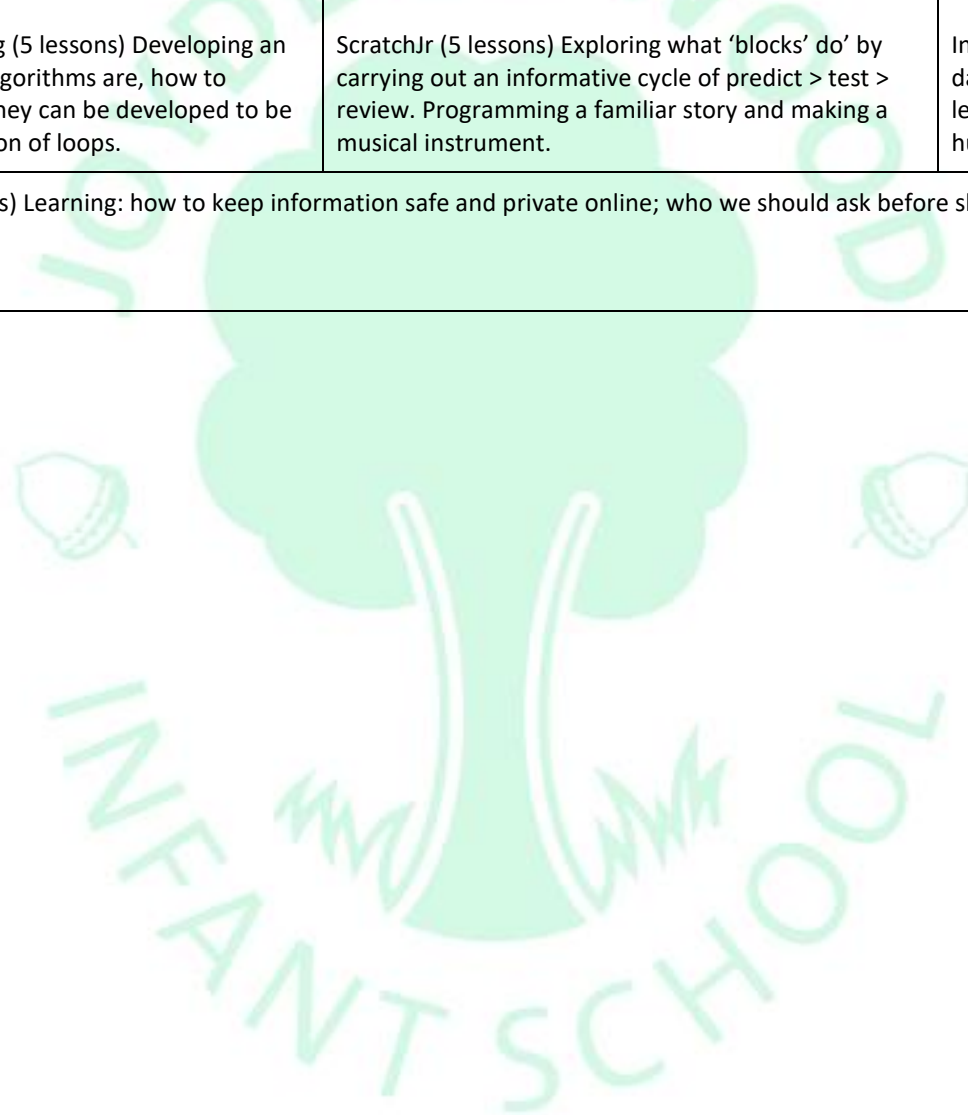 g (5 lessons) Developing an
gorithms are, how to
hey can be developed to be
on of loops.
ScratchJr (5 lessons) Exploring what ‘blocks’ do’ by
carrying out an informative cycle of predict > test >
review. Programming a familiar story and making a
musical instrument.
In
da
le
hu
s) Learning: how to keep information safe and private online; who we should ask before sh
JOYDE
OD
INFANT SCHOOL